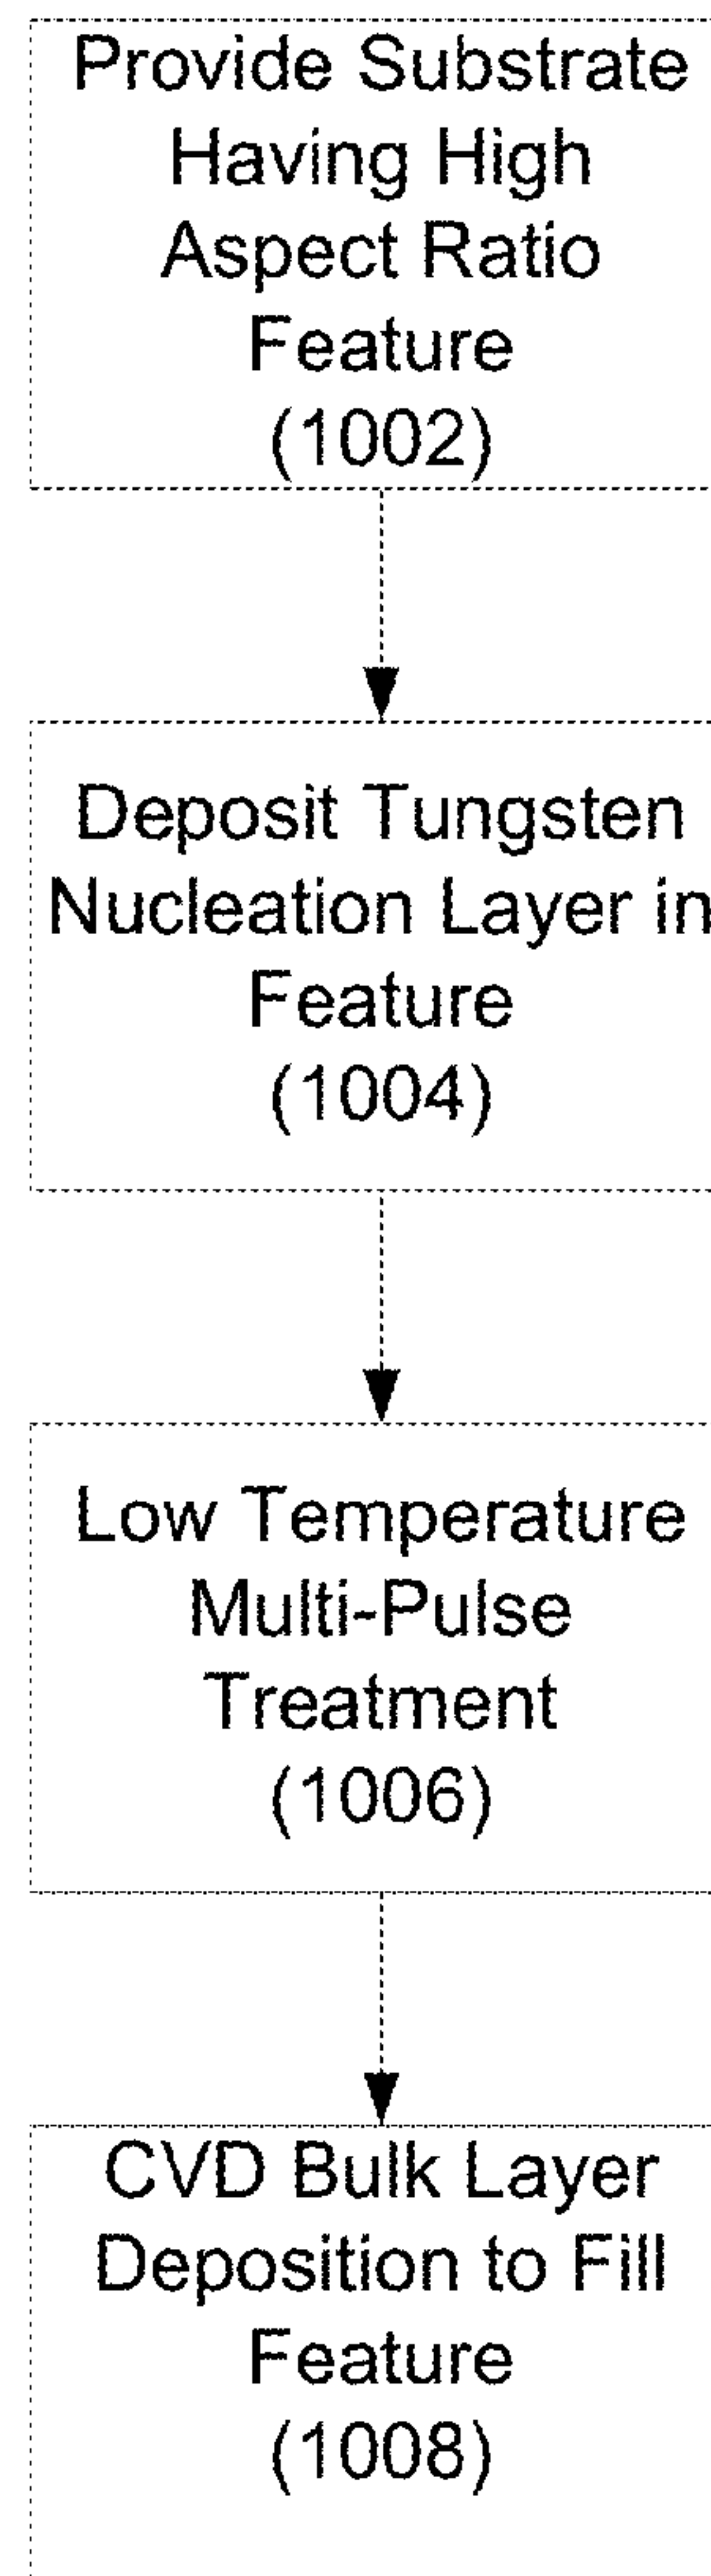 Provide Substrate
Having High
Aspect Ratio
Feature
(1002)
Deposit Tungsten
Nucleation Layer in
Feature
(1004)
Low Temperature
Multi-Pulse
Treatment
(1006)
CVD Bulk Layer
Deposition to Fill
Feature
(1008)